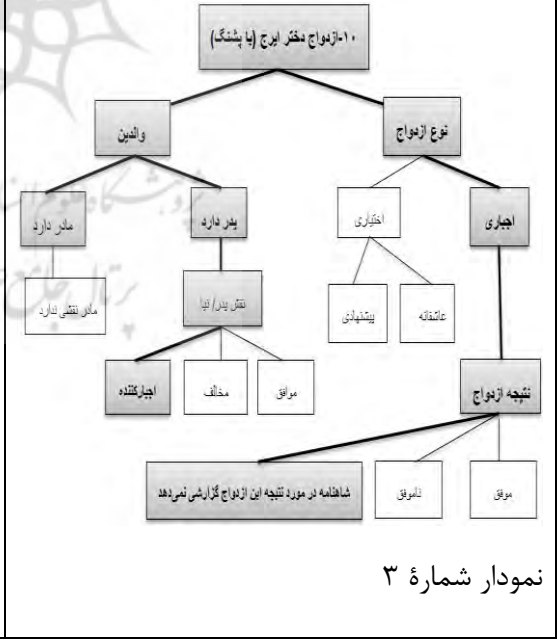 ۱۰-ازدواج دختر ایرج (با پشنگ)
نوع ازدواج
والدین
اجباری
اختیاری
پدر دارد
مادر دارد
عاشقانه
پیشنهادی
نقش پدر/ نیا
مادر نقشی ندارد
نتیجه ازدواج
موافق
مخالف
اجبارکننده
موفق
ناموفق
شاهنامه در مورد نتیجه این ازدواج گزارشی نمی‌دهد
نمودار شمارهٔ ۳